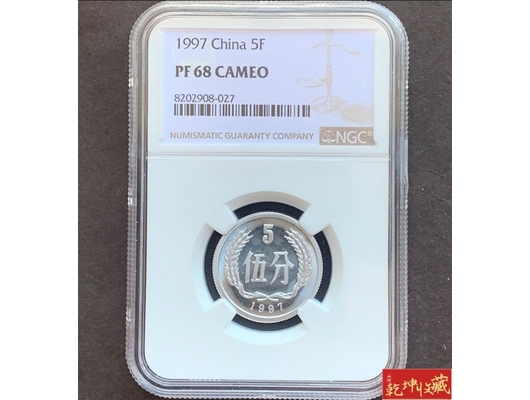 1997 China 5F
PF 68 CAMEO
8202908-027
NUMISMATIC GUARANTY COMPANY
NGC
5
伍分
1997
乾坤收藏